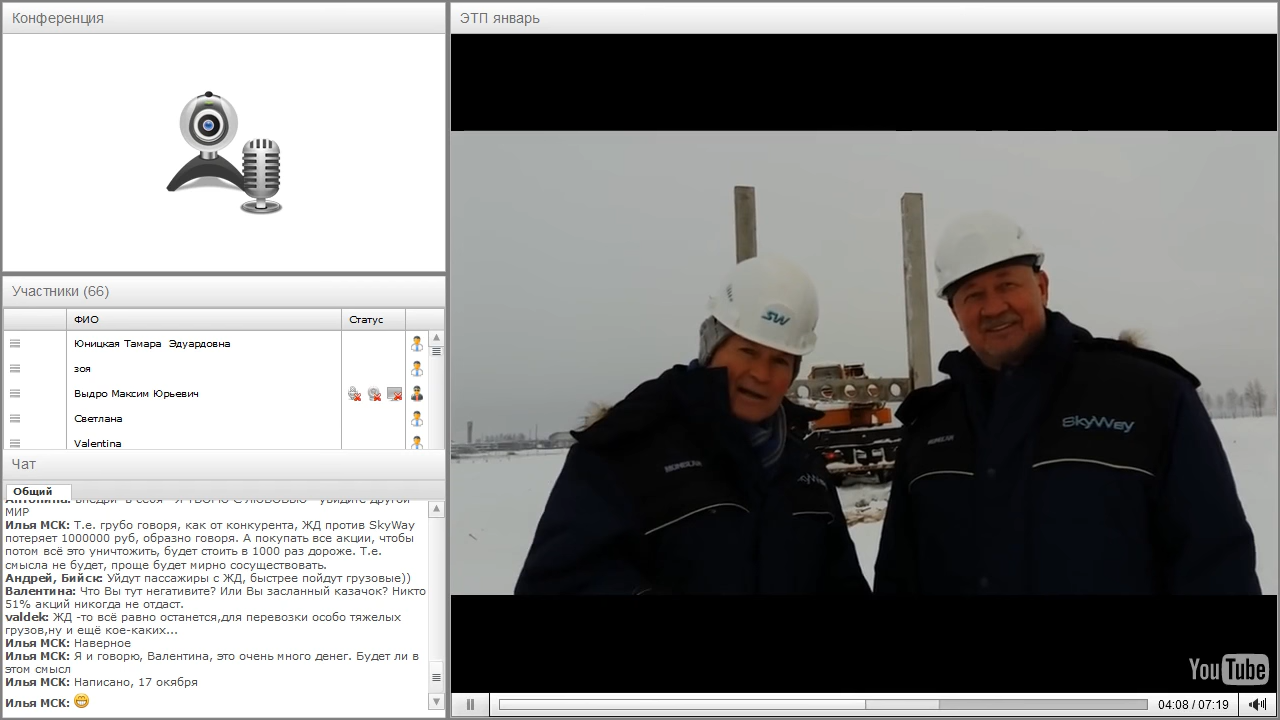 Конференция
ЭТП январь
Участники (66)
ФИО
Статус
Юницкая Тамара Эдуардовна
зоя
Выдро Максим Юрьевич
Светлана
Valentina
Чат
Общий
МИР
Илья МСК: Т.е. грубо говоря, как от конкурента, ЖД против SkyWay
потеряет 1000000 руб, образно говоря. А покупать все акции, чтобы
потом всё это уничтожить, будет стоить в 1000 раз дороже. Т.е.
смысла не будет, проще будет мирно сосуществовать.
Андрей, Бийск: Уйдут пассажиры с ЖД, быстрее пойдут грузовые))
Валентина: Что Вы тут негативите? Или Вы засланный казачок? Никто
51% акций никогда не отдаст.
valdek: ЖД -то всё равно останется,для перевозки особо тяжелых
грузов,ну и ещё кое-каких...
Илья МСК: Наверное
Илья МСК: Я и говорю, Валентина, это очень много денег. Будет ли в
этом смысл
Илья МСК: Написано, 17 окября
Илья МСК:
SW
SkyWay
YouTube
04:08 / 07:19